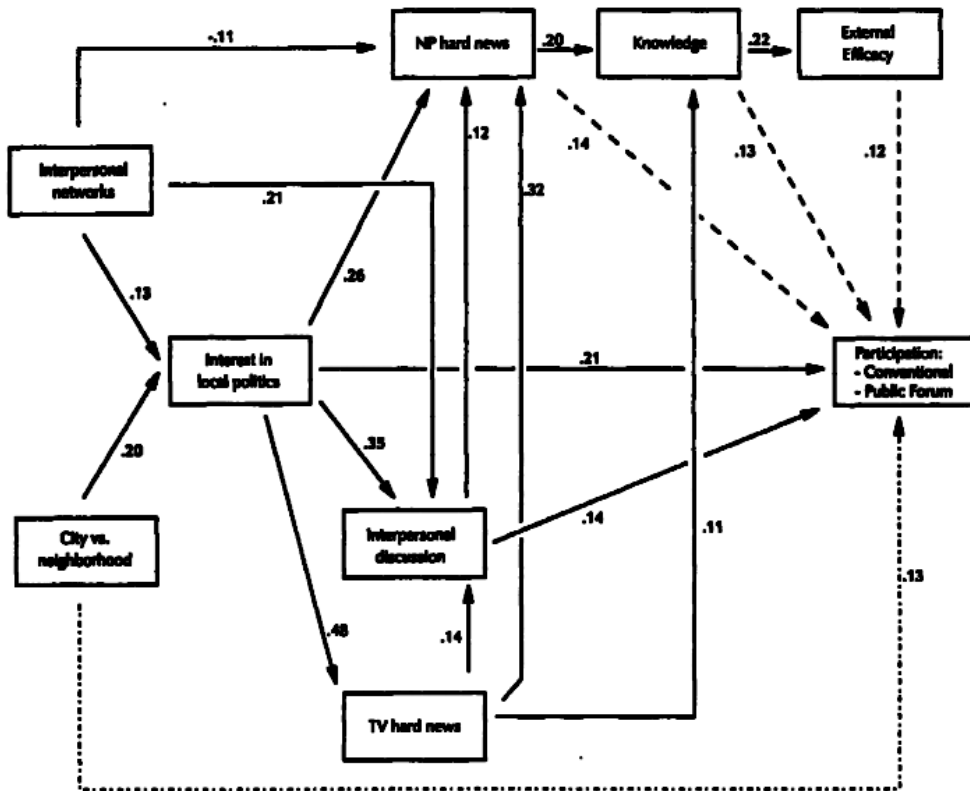 -.11
NP hard news
.20
Knowledge
.22
External
Efficacy
.12
.14
.13
.12
Interpersonal
networks
.21
.32
.26
.13
Interest in
local politics
.21
Participation:
- Conventional
- Public Forum
.35
.20
City vs.
neighborhood
Interpersonal
discussion
.14
.11
.13
.48
.14
TV hard news